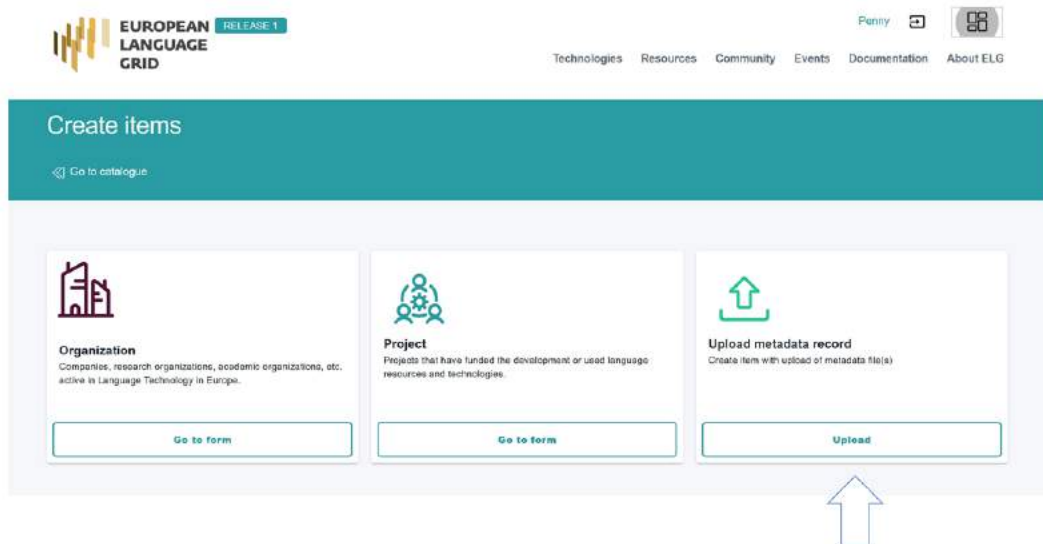 EUROPEAN RELEASE 1
LANGUAGE
GRID
Penny
Technologies Resources Community Events Documentation About ELG
Create items
Go to catalogue
Organization
Companies, research organizations, academic organizations, etc.
active in Language Technology in Europe.
Go to form
Project
Projects that have funded the development or used language
resources and technologies.
Go to form
Upload metadata record
Create item with upload of metadata file(s)
Upload